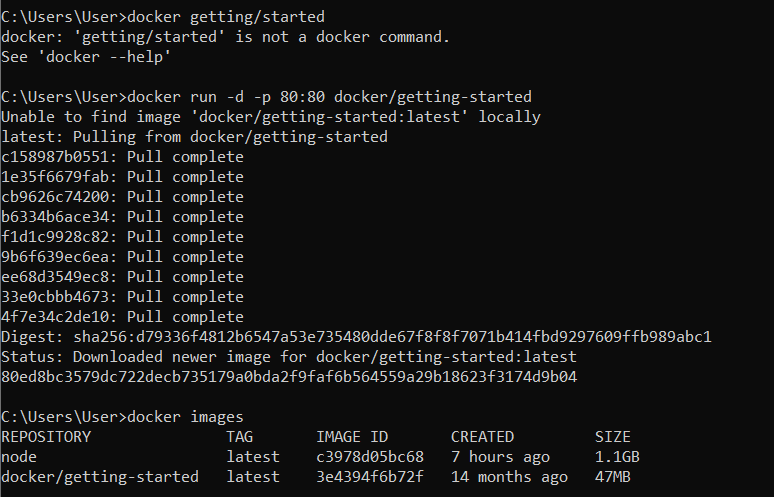 C:\Users\User>docker getting/started
docker: 'getting/started' is not a docker command.
See 'docker --help'
C:\Users\User>docker run -d -p 80:80 docker/getting-started
Unable to find image 'docker/getting-started:latest' locally
latest: Pulling from docker/getting-started
c158987b0551: Pull complete
1e35f6679fab: Pull complete
cb9626c74200: Pull complete
b6334b6ace34: Pull complete
f1d1c9928c82: Pull complete
9b6f639ec6ea: Pull complete
ee68d3549ec8: Pull complete
33e0cbbb4673: Pull complete
4f7e34c2de10: Pull complete
Digest: sha256:d79336f4812b6547a53e735480dde67f8f8f7071b414fbd9297609ffb989abc1
Status: Downloaded newer image for docker/getting-started:latest
80ed8bc3579dc722decb735179a0bda2f9faf6b564559a29b18623f3174d9b04
C:\Users\User>docker images
REPOSITORY TAG IMAGE ID CREATED SIZE
node latest c3978d05bc68 7 hours ago 1.1GB
docker/getting-started latest 3e4394f6b72f 14 months ago 47MB